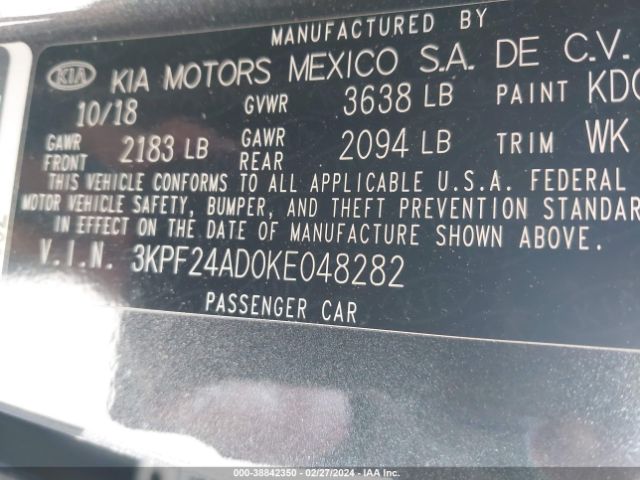 MANUFACTURED BY
KIA KIA MOTORS MEXICO S.A. DE C.V.
10/18 GVWR 3638 LB PAINT KDG
GAWR FRONT 2183 LB GAWR REAR 2094 LB TRIM WK
THIS VEHICLE CONFORMS TO ALL APPLICABLE U.S.A. FEDERAL
MOTOR VEHICLE SAFETY, BUMPER, AND THEFT PREVENTION STANDAR
IN EFFECT ON THE DATE OF MANUFACTURE SHOWN ABOVE.
V.I.N. 3KPF24AD0KE048282
PASSENGER CAR
000-38842350 - 02/27/2024 - IAA Inc.